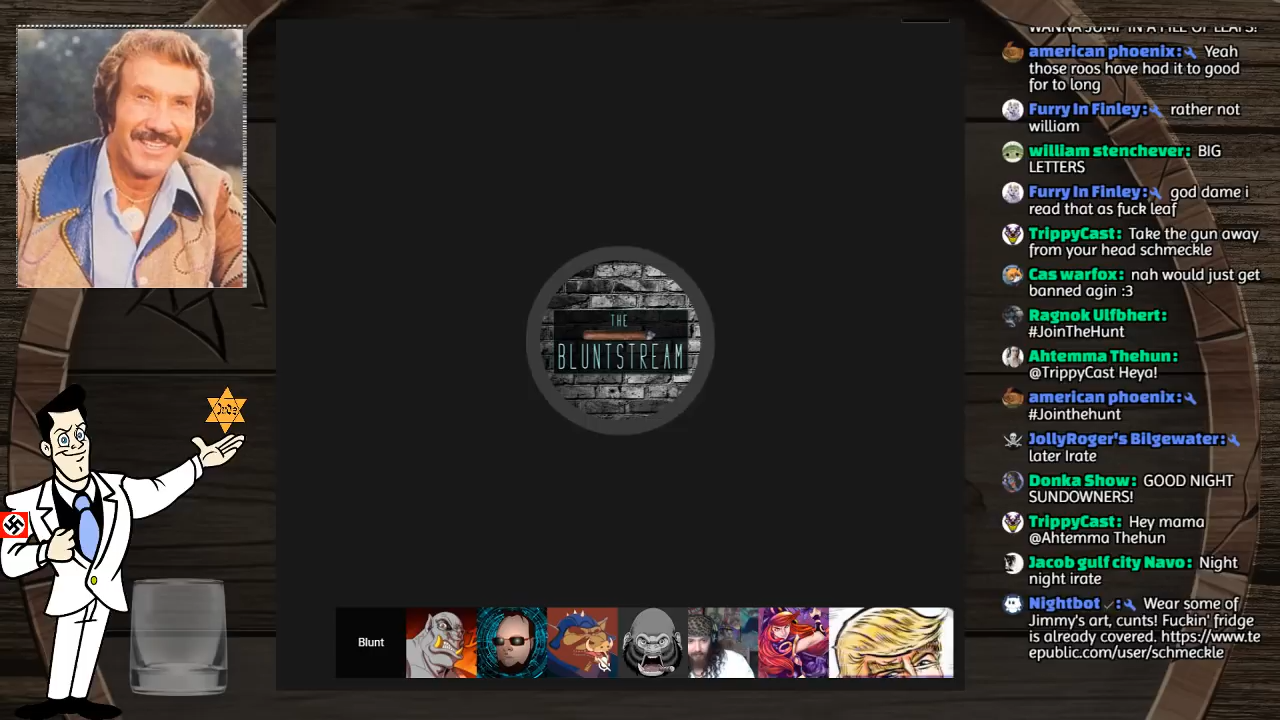 THE
BLUNTSTREAM
Blunt
american phoenix: Yeah
those roos have had it to good
for to long
Furry In Finley: rather not
william
william stenchever: BIG
LETTERS
Furry In Finley: god dame i
read that as fuck leaf
TrippyCast: Take the gun away
from your head schmeckle
Cas warfox: nah would just get
banned agin :3
Ragnok Ulfbhert:
#JoinTheHunt
Ahtemma Thehun:
@TrippyCast Heya!
american phoenix:
#Jointhehunt
JollyRoger's Bilgewater:
later Irate
Donka Show: GOOD NIGHT
SUNDOWNERS!
TrippyCast: Hey mama
@Ahtemma Thehun
Jacob gulf city Navo: Night
night irate
Nightbot ✓: Wear some of
Jimmy's art, cunts! Fuckin' fridge
is already covered. https://www.te
epublic.com/user/schmeckle